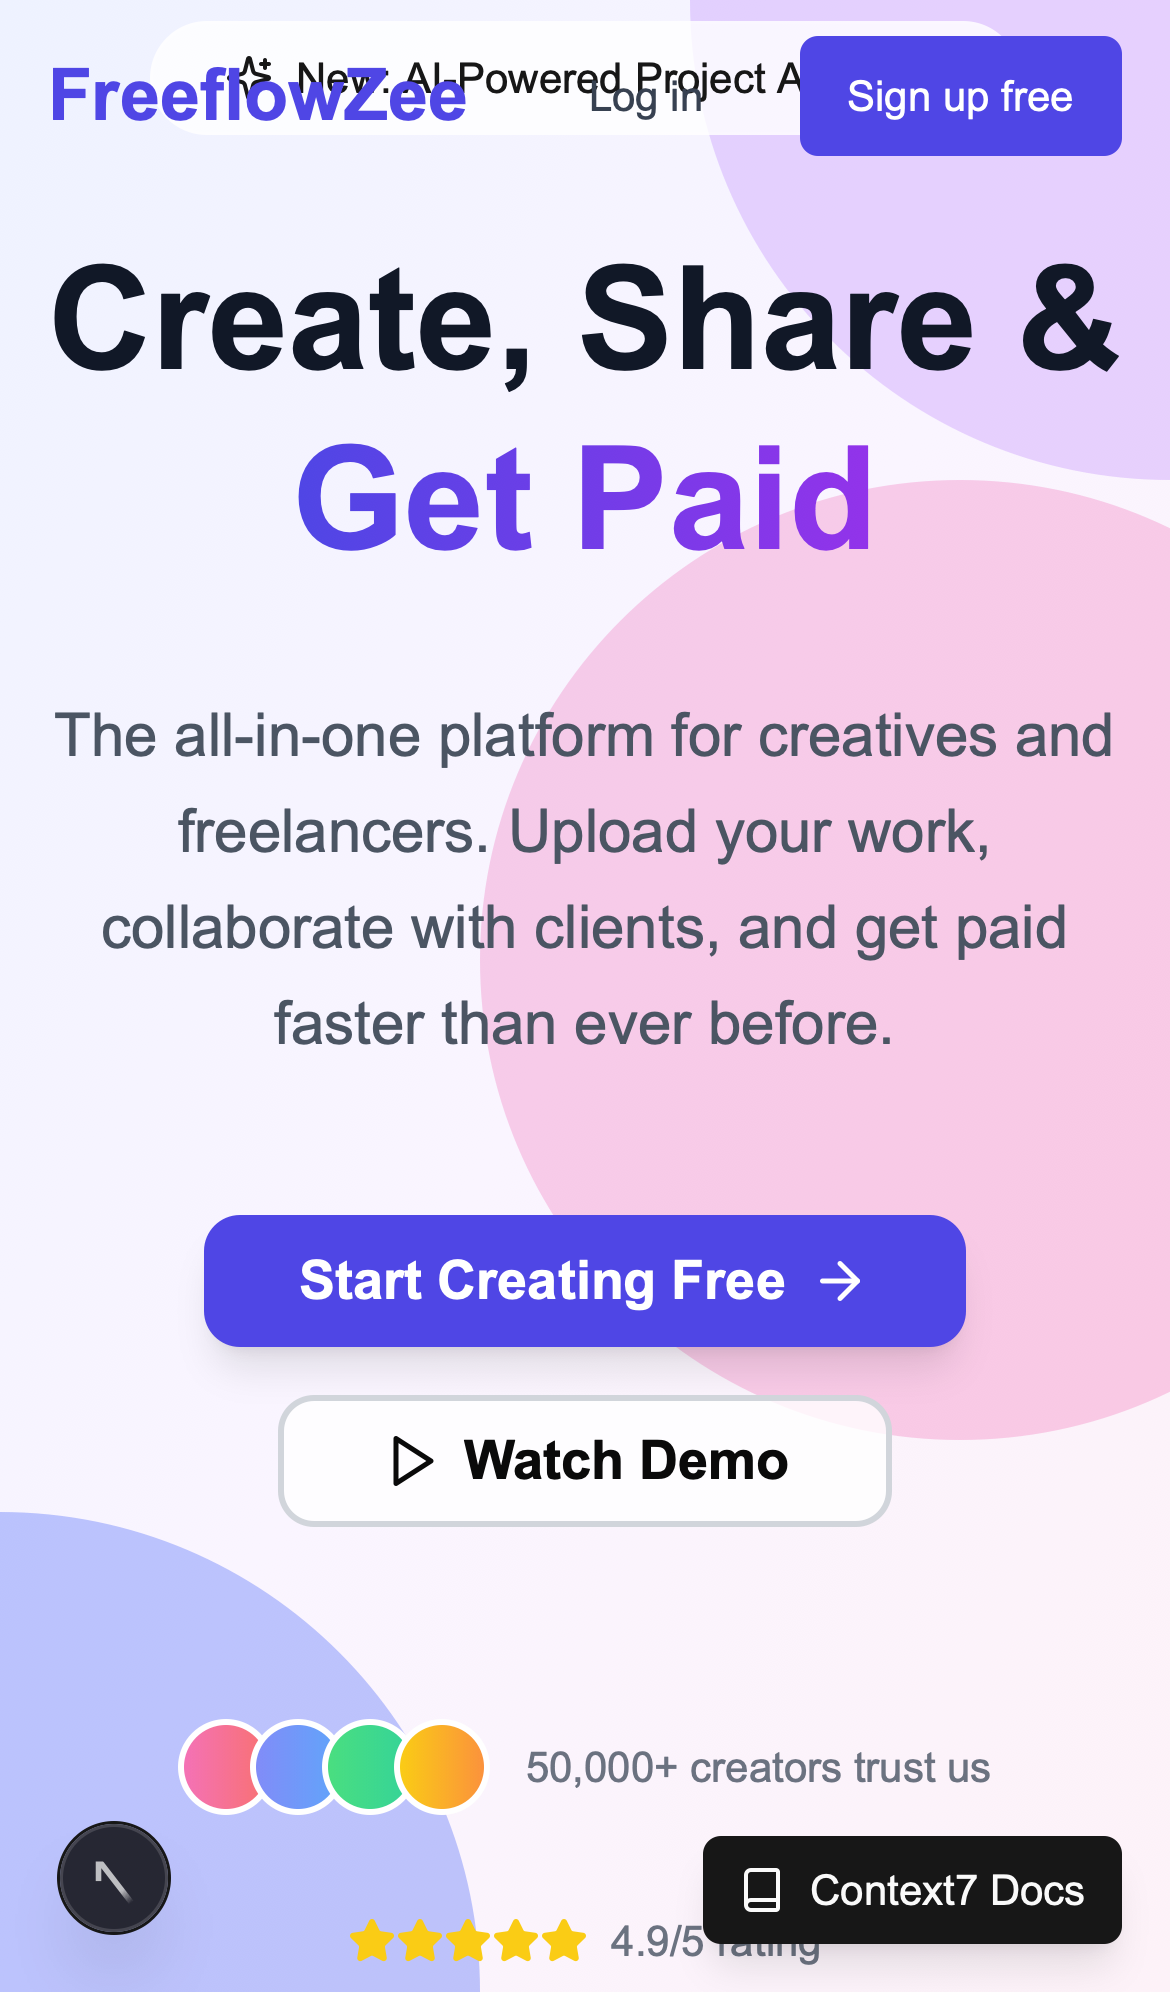 New: AI-Powered Project A
FreeflowZee
Log in
Sign up free
Create, Share &
Get Paid
The all-in-one platform for creatives and
freelancers. Upload your work,
collaborate with clients, and get paid
faster than ever before.
Start Creating Free
Watch Demo
50,000+ creators trust us
Context7 Docs
4.9/5 rating